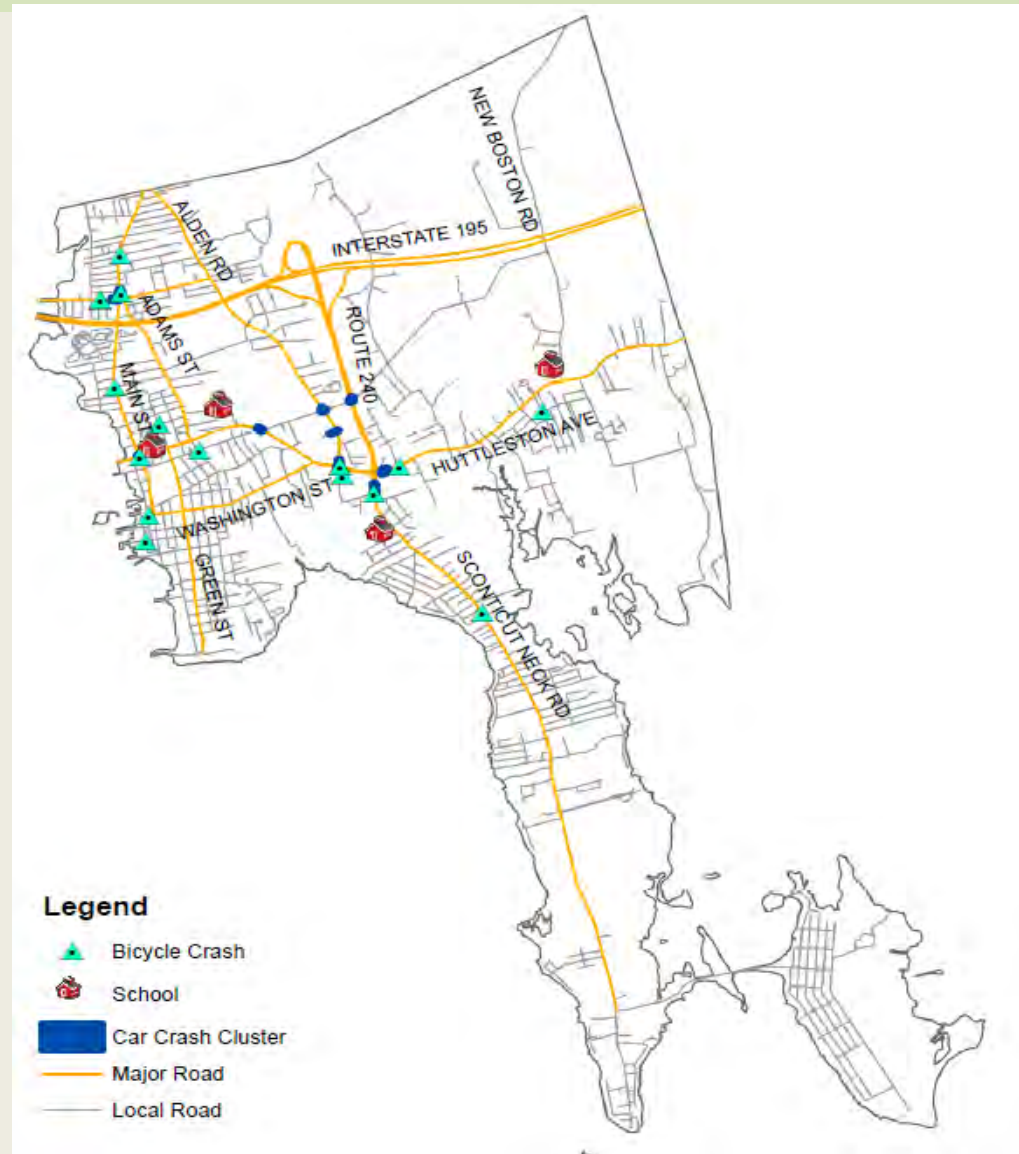 NEW BOSTON RD
ALDEN RD
INTERSTATE 195
ADAMS ST
ROUTE 240
MAIN ST
HUTTLESTON AVE
WASHINGTON ST
GREEN ST
SCONTICUT NECK RD
Legend
Bicycle Crash
School
Car Crash Cluster
Major Road
Local Road